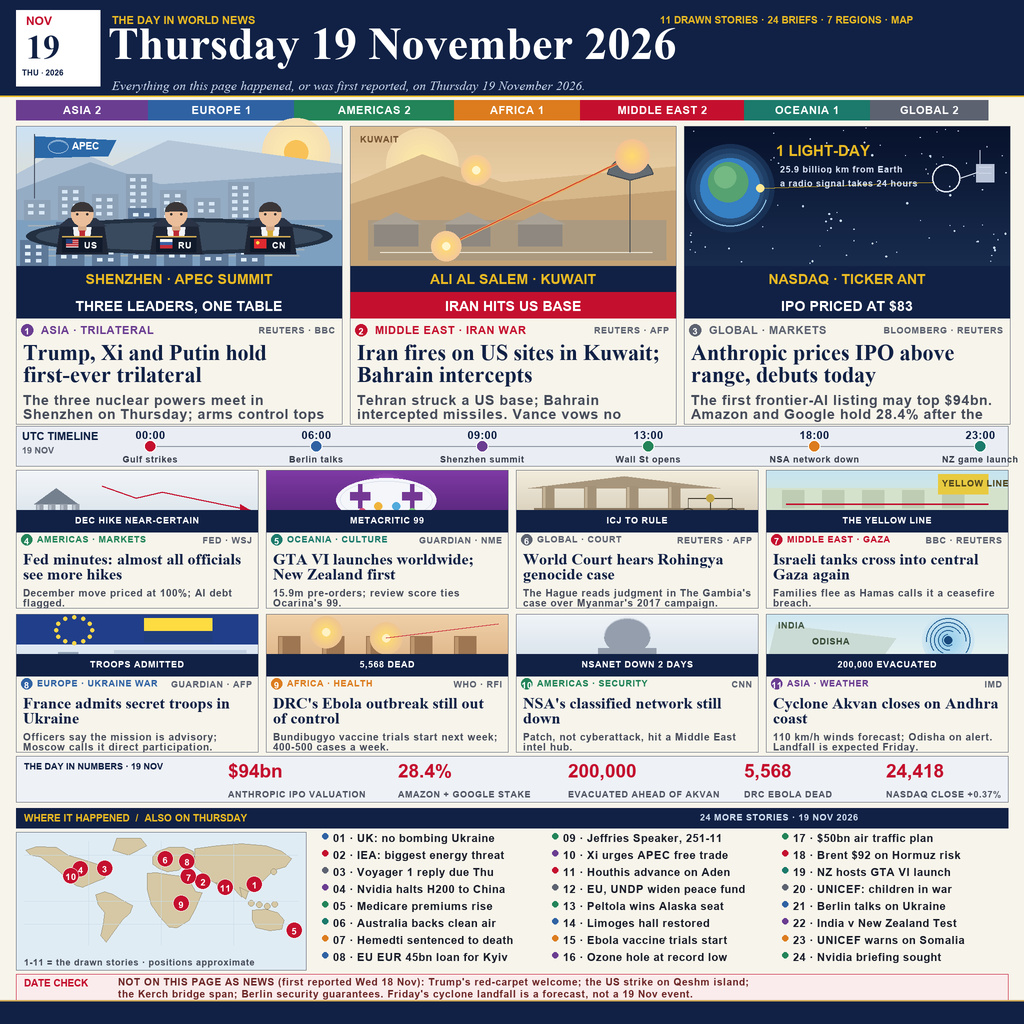 NOV
19
THU · 2026
THE DAY IN WORLD NEWS
11 DRAWN STORIES · 24 BRIEFS · 7 REGIONS · MAP
Thursday 19 November 2026
Everything on this page happened, or was first reported, on Thursday 19 November 2026.
ASIA 2
EUROPE 1
AMERICAS 2
AFRICA 1
MIDDLE EAST 2
OCEANIA 1
GLOBAL 2
APEC
US
RU
CN
SHENZHEN · APEC SUMMIT
THREE LEADERS, ONE TABLE
1 ASIA · TRILATERAL
REUTERS · BBC
Trump, Xi and Putin hold
first-ever trilateral
The three nuclear powers meet in
Shenzhen on Thursday; arms control tops
KUWAIT
ALI AL SALEM · KUWAIT
IRAN HITS US BASE
2 MIDDLE EAST · IRAN WAR
REUTERS · AFP
Iran fires on US sites in Kuwait;
Bahrain intercepts
Tehran struck a US base; Bahrain
intercepted missiles. Vance vows no
1 LIGHT-DAY
25.9 billion km from Earth
a radio signal takes 24 hours
NASDAQ · TICKER ANT
IPO PRICED AT $83
3 GLOBAL · MARKETS
BLOOMBERG · REUTERS
Anthropic prices IPO above
range, debuts today
The first frontier-AI listing may top $94bn.
Amazon and Google hold 28.4% after the
UTC TIMELINE
19 NOV
00:00
Gulf strikes
06:00
Berlin talks
09:00
Shenzhen summit
13:00
Wall St opens
18:00
NSA network down
23:00
NZ game launch
DEC HIKE NEAR-CERTAIN
4 AMERICAS · MARKETS
FED · WSJ
Fed minutes: almost all officials
see more hikes
December move priced at 100%; AI debt
flagged.
METACRITIC 99
5 OCEANIA · CULTURE
GUARDIAN · NME
GTA VI launches worldwide;
New Zealand first
15.9m pre-orders; review score ties
Ocarina's 99.
ICJ TO RULE
6 GLOBAL · COURT
REUTERS · AFP
World Court hears Rohingya
genocide case
The Hague reads judgment in The Gambia's
case over Myanmar's 2017 campaign.
YELLOW LINE
THE YELLOW LINE
7 MIDDLE EAST · GAZA
BBC · REUTERS
Israeli tanks cross into central
Gaza again
Families flee as Hamas calls it a ceasefire
breach.
TROOPS ADMITTED
8 EUROPE · UKRAINE WAR
GUARDIAN · AFP
France admits secret troops in
Ukraine
Officers say the mission is advisory;
Moscow calls it direct participation.
5,568 DEAD
9 AFRICA · HEALTH
WHO · RFI
DRC's Ebola outbreak still out
of control
Bundibugyo vaccine trials start next week;
400-500 cases a week.
NSANET DOWN 2 DAYS
10 AMERICAS · SECURITY
CNN
NSA's classified network still
down
Patch, not cyberattack, hit a Middle East
intel hub.
INDIA
ODISHA
200,000 EVACUATED
11 ASIA · WEATHER
IMD
Cyclone Akvan closes on Andhra
coast
110 km/h winds forecast; Odisha on alert.
Landfall is expected Friday.
THE DAY IN NUMBERS · 19 NOV
$94bn
ANTHROPIC IPO VALUATION
28.4%
AMAZON + GOOGLE STAKE
200,000
EVACUATED AHEAD OF AKVAN
5,568
DRC EBOLA DEAD
24,418
NASDAQ CLOSE +0.37%
WHERE IT HAPPENED / ALSO ON THURSDAY
24 MORE STORIES · 19 NOV 2026
4
10
3
6
8
7
2
11
1
9
5
1-11 = the drawn stories · positions approximate
01 · UK: no bombing Ukraine
02 · IEA: biggest energy threat
03 · Voyager 1 reply due Thu
04 · Nvidia halts H200 to China
05 · Medicare premiums rise
06 · Australia backs clean air
07 · Hemedti sentenced to death
08 · EU EUR 45bn loan for Kyiv
09 · Jeffries Speaker, 251-11
10 · Xi urges APEC free trade
11 · Houthis advance on Aden
12 · EU, UNDP widen peace fund
13 · Peltola wins Alaska seat
14 · Limoges hall restored
15 · Ebola vaccine trials start
16 · Ozone hole at record low
17 · $50bn air traffic plan
18 · Brent $92 on Hormuz risk
19 · NZ hosts GTA VI launch
20 · UNICEF: children in war
21 · Berlin talks on Ukraine
22 · India v New Zealand Test
23 · UNICEF warns on Somalia
24 · Nvidia briefing sought
DATE CHECK
NOT ON THIS PAGE AS NEWS (first reported Wed 18 Nov): Trump's red-carpet welcome; the US strike on Qeshm island;
the Kerch bridge span; Berlin security guarantees. Friday's cyclone landfall is a forecast, not a 19 Nov event.